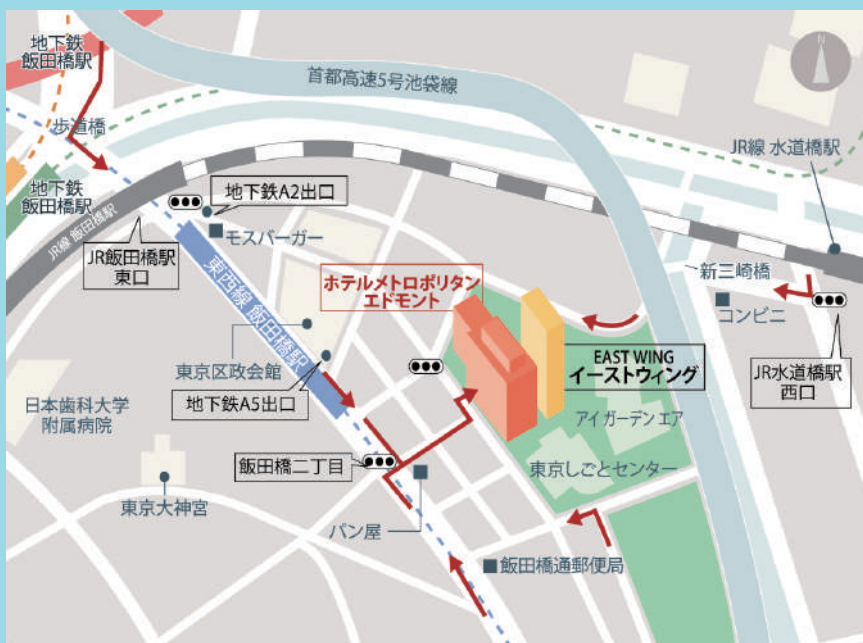 地下鉄
飯田橋駅
首都高速5号池袋線
N
歩道橋
JR線 水道橋駅
地下鉄
飯田橋駅
地下鉄A2出口
JR線 飯田橋駅
モスバーガー
JR飯田橋駅
東口
新三崎橋
ホテルメトロポリタン
エドモント
東西線 飯田橋駅
コンビニ
EAST WING
イーストウィング
東京区政会館
JR水道橋駅
西口
地下鉄A5出口
日本歯科大学
附属病院
アイガーデンエア
飯田橋二丁目
東京しごとセンター
東京大神宮
パン屋
飯田橋通郵便局